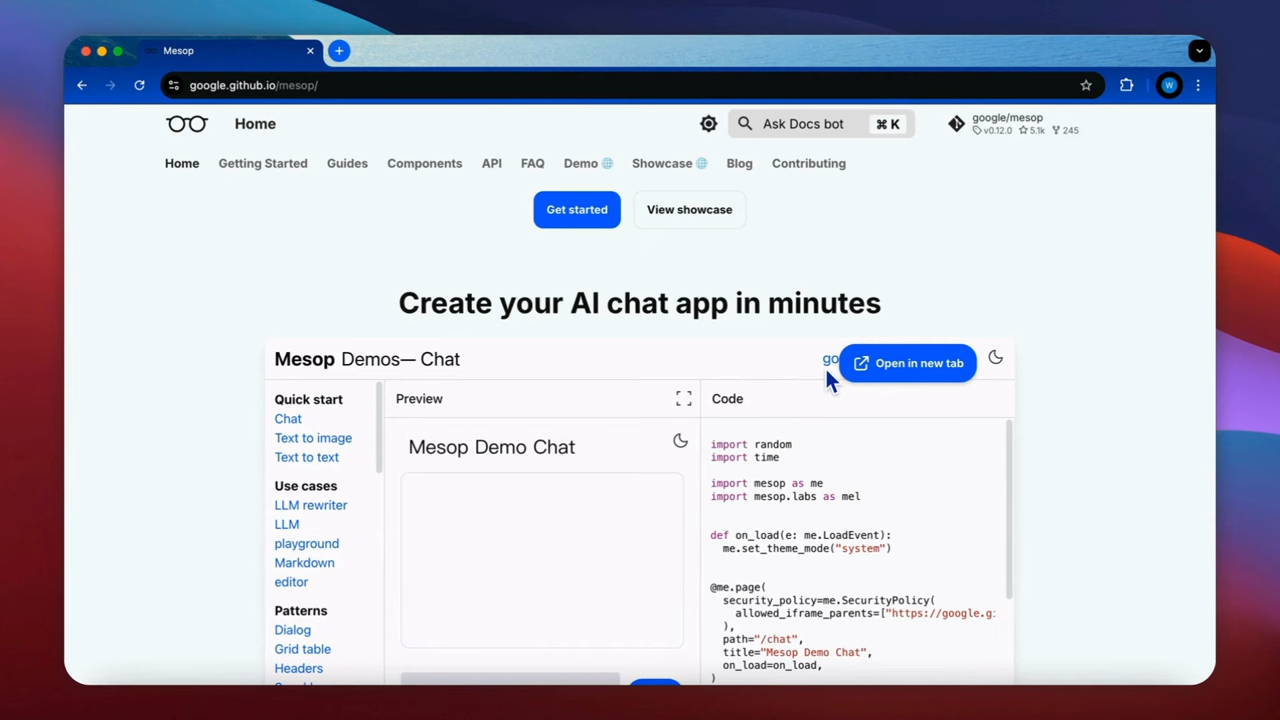 Mesop
google.github.io/mesop/
W
Home
Ask Docs bot
⌘ K
google/mesop
v0.12.0 5.1k 245
Home Getting Started Guides Components API FAQ Demo Showcase Blog Contributing
Get started
View showcase
Create your AI chat app in minutes
Mesop Demos— Chat
go
Open in new tab
Quick start
Chat
Text to image
Text to text
Use cases
LLM rewriter
LLM
playground
Markdown
editor
Patterns
Dialog
Grid table
Headers
Preview
Mesop Demo Chat
Code
import random
import time
import mesop as me
import mesop.labs as mel
def on_load(e: me.LoadEvent):
  me.set_theme_mode("system")
@me.page(
  security_policy=me.SecurityPolicy(
    allowed_iframe_parents=["https://google.gi
  ),
  path="/chat",
  title="Mesop Demo Chat",
  on_load=on_load,
)